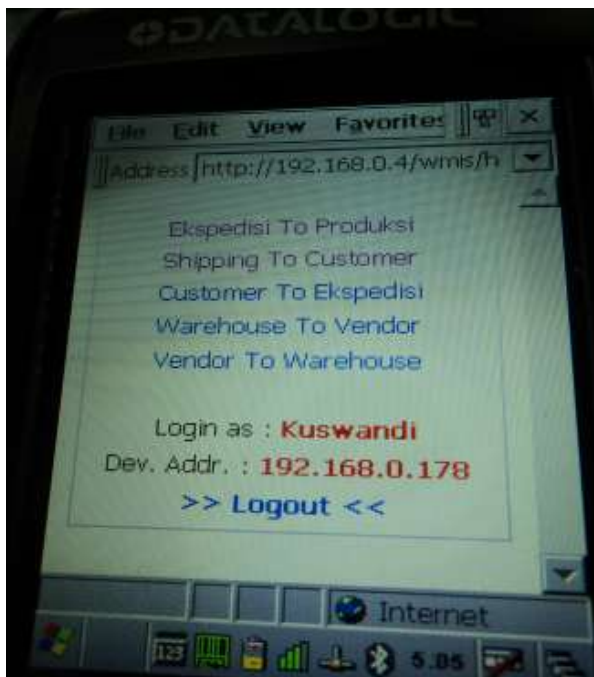 DATALOGIC
File Edit View Favorites
Address http://192.168.0.4/wmis/h
Ekspedisi To Produksi
Shipping To Customer
Customer To Ekspedisi
Warehouse To Vendor
Vendor To Warehouse
Login as : Kuswandi
Dev. Addr. : 192.168.0.178
>> Logout <<
Internet
123 5.05